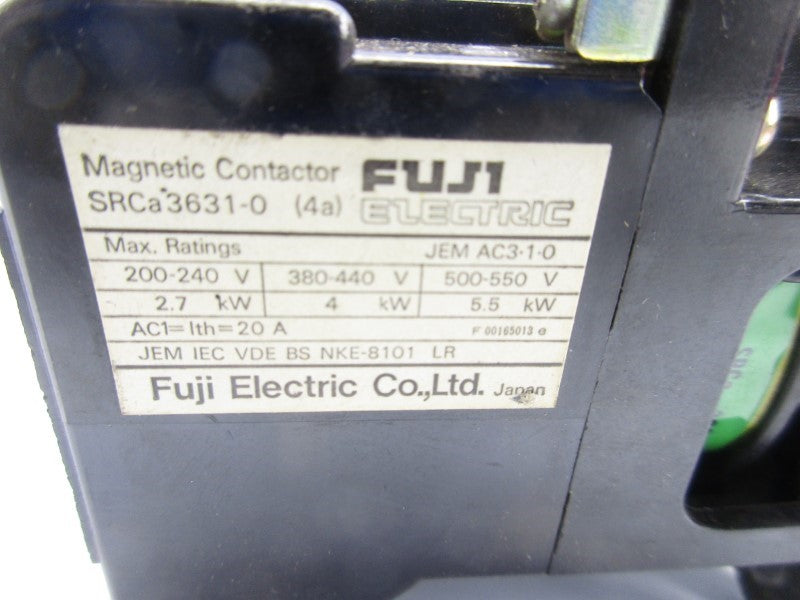 Magnetic Contactor FUJI
SRCa 3631-0 (4a) ELECTRIC
Max. Ratings JEM AC3·1·0
200-240 V 380-440 V 500-550 V
2.7 kW 4 kW 5.5 kW
AC1=Ith=20 A F 00165013 e
JEM IEC VDE BS NKE-8101 LR
Fuji Electric Co.,Ltd. Japan